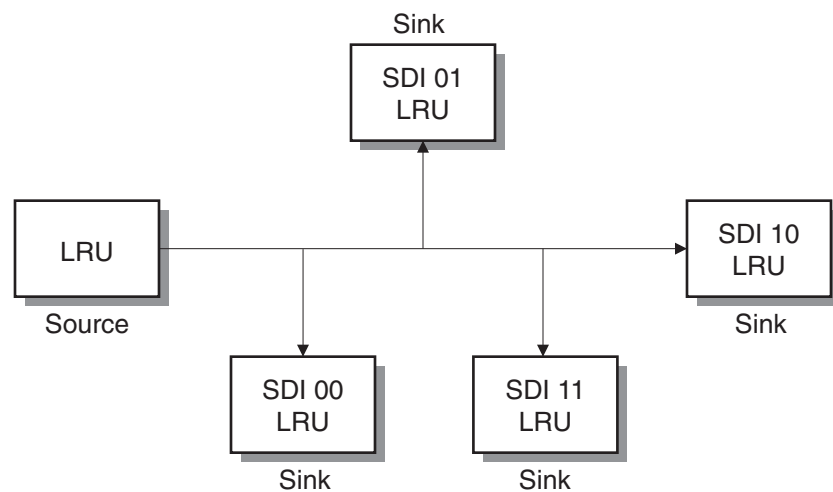 Sink
SDI 01
LRU
LRU
Source
SDI 10
LRU
Sink
SDI 00
LRU
Sink
SDI 11
LRU
Sink